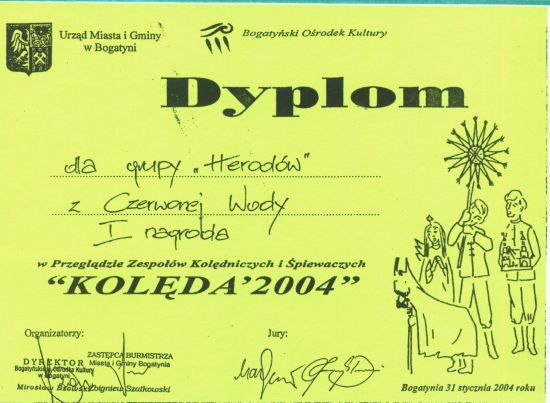 Urząd Miasta i Gminy
w Bogatyni
Bogatyński Ośrodek Kultury
Dyplom
dla grupy „Herodów”
z Czerwonej Wody
I nagroda
w Przeglądzie Zespołów Kolędniczych i Śpiewaczych
“KOLĘDA’2004”
Organizatorzy:
Jury:
ZASTĘPCA BURMISTRZA
DYREKTOR Miasta i Gminy Bogatynia
Bogatyńskiego Ośrodka Kultury
w Bogatyni
Mirosław Zbigniew Szatkowski
Bogatynia 31 stycznia 2004 roku